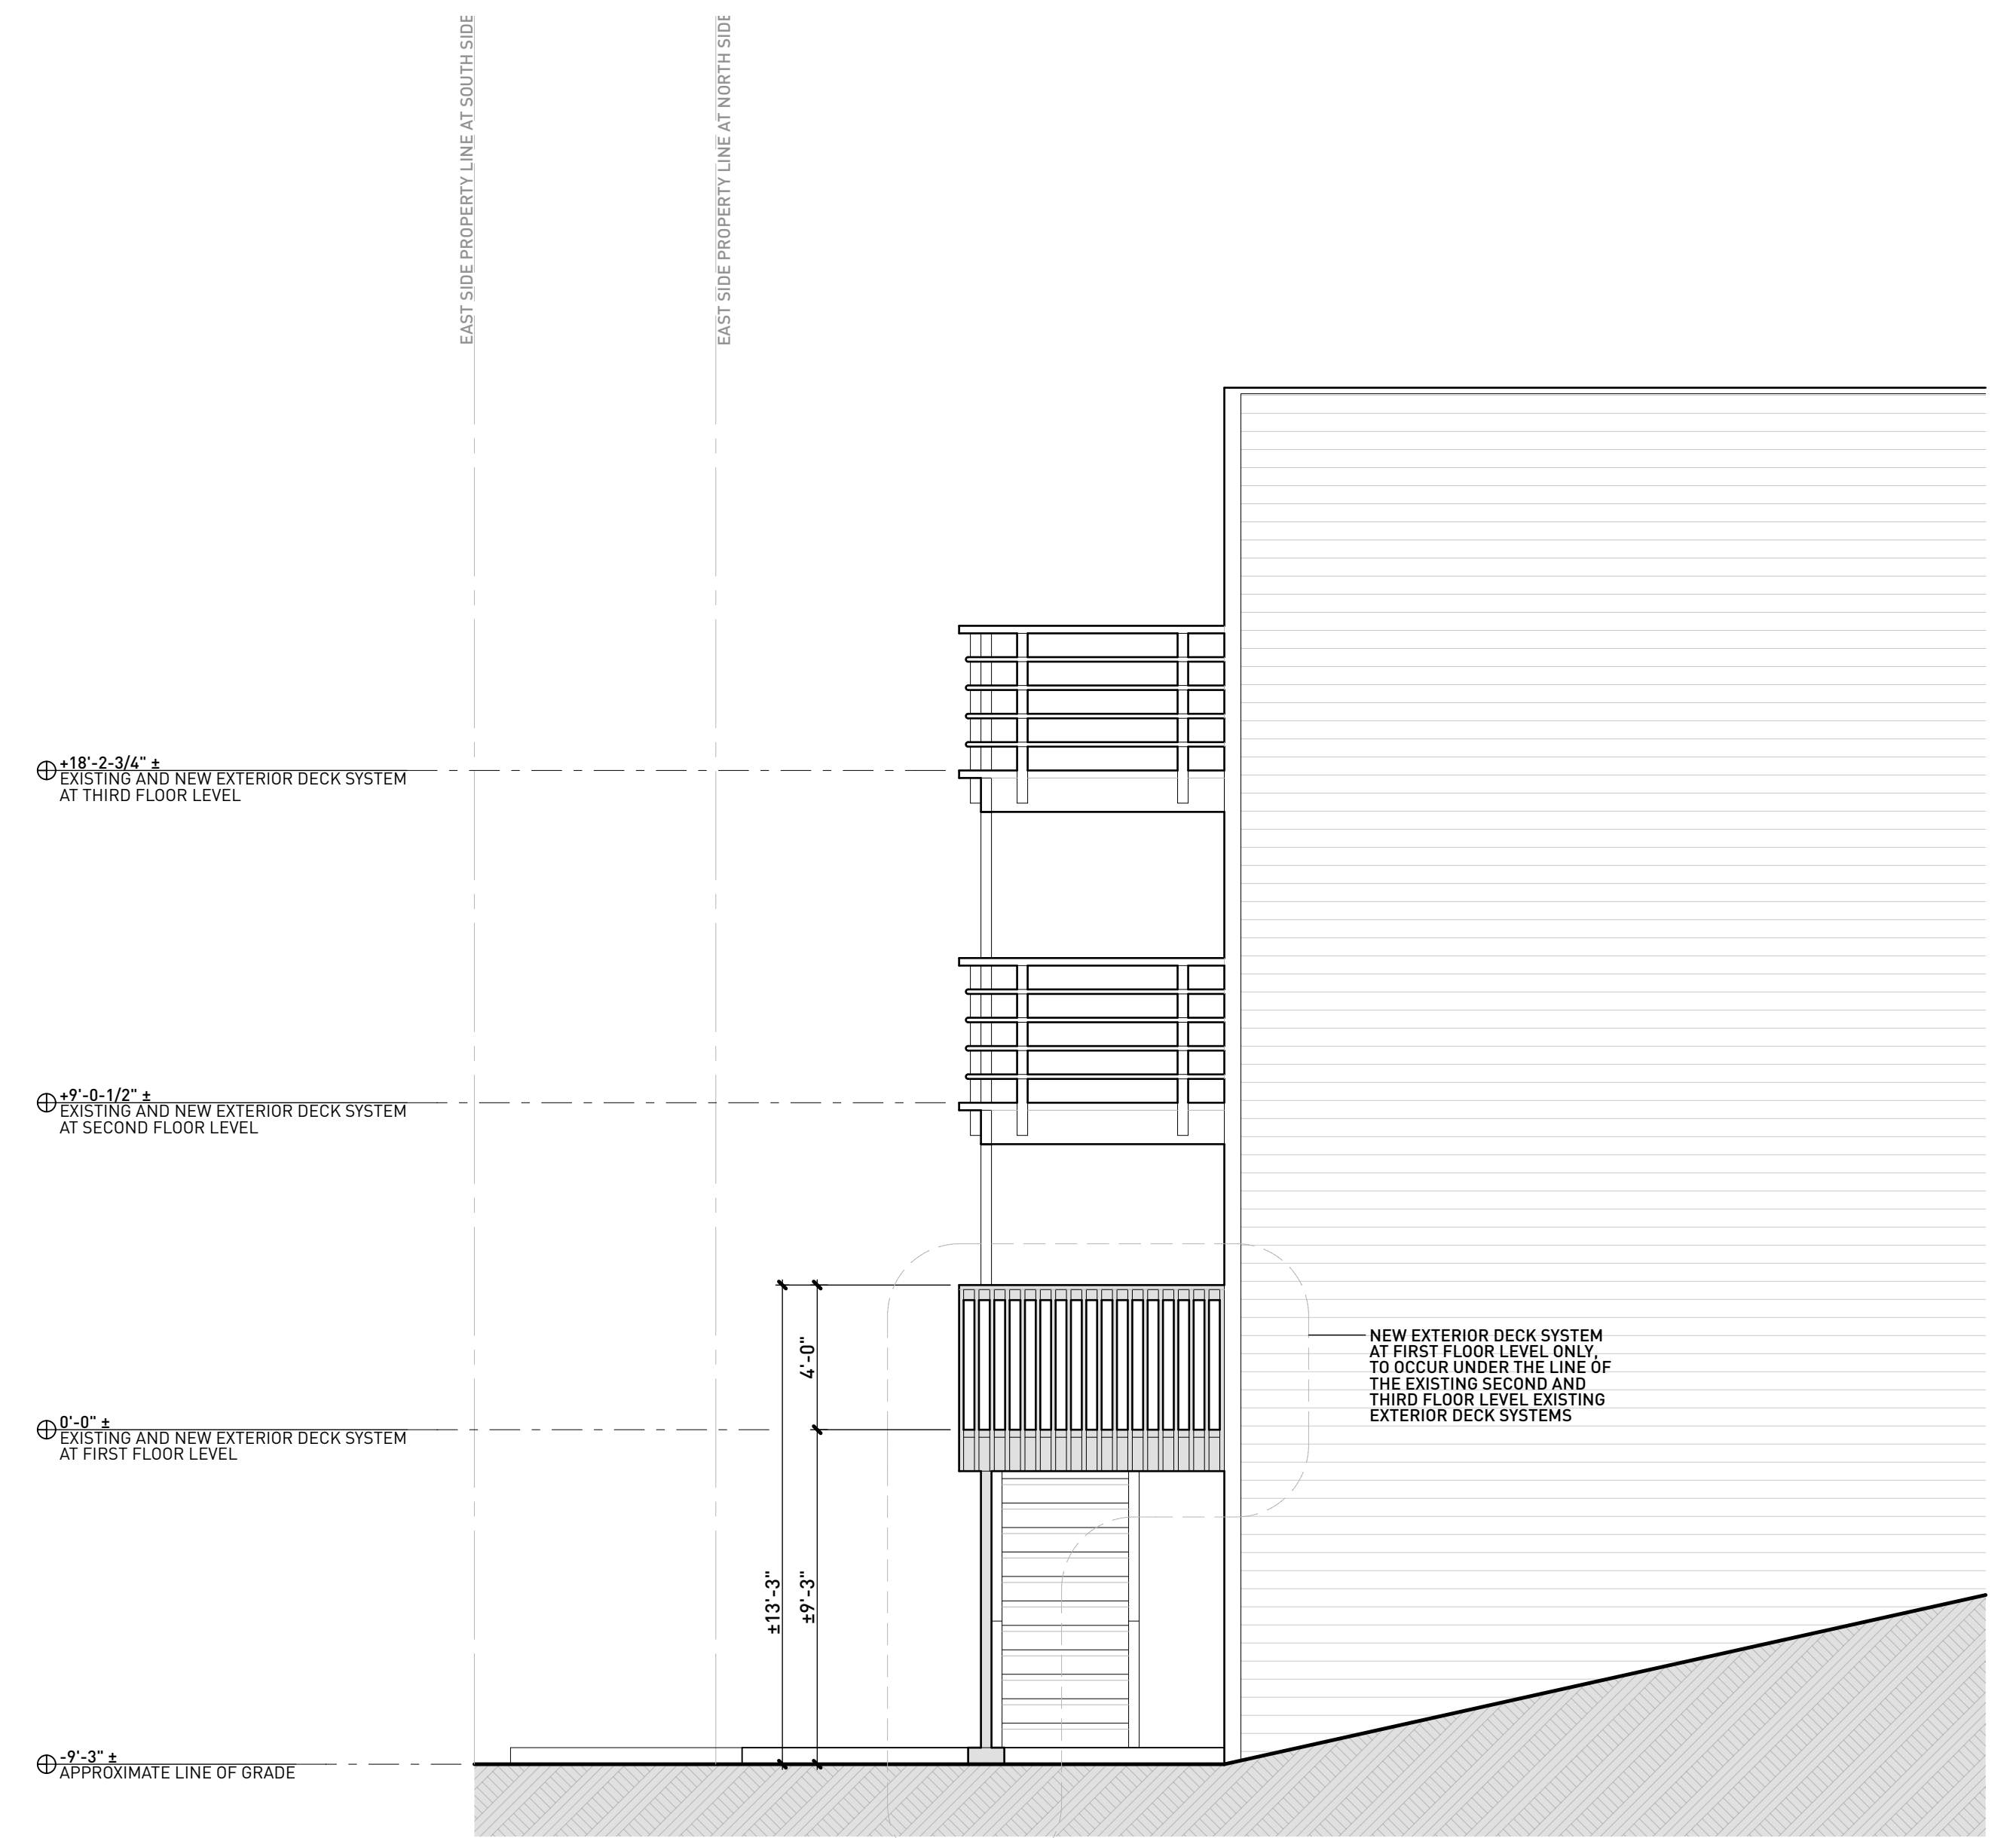 EAST SIDE PROPERTY LINE AT SOUTH SIDE
EAST SIDE PROPERTY LINE AT NORTH SIDE
+18'-2-3/4" ±
EXISTING AND NEW EXTERIOR DECK SYSTEM
AT THIRD FLOOR LEVEL
+9'-0-1/2" ±
EXISTING AND NEW EXTERIOR DECK SYSTEM
AT SECOND FLOOR LEVEL
4'-0"
NEW EXTERIOR DECK SYSTEM
AT FIRST FLOOR LEVEL ONLY,
TO OCCUR UNDER THE LINE OF
THE EXISTING SECOND AND
THIRD FLOOR LEVEL EXISTING
EXTERIOR DECK SYSTEMS
0'-0" ±
EXISTING AND NEW EXTERIOR DECK SYSTEM
AT FIRST FLOOR LEVEL
±13'-3"
±9'-3"
-9'-3" ±
APPROXIMATE LINE OF GRADE